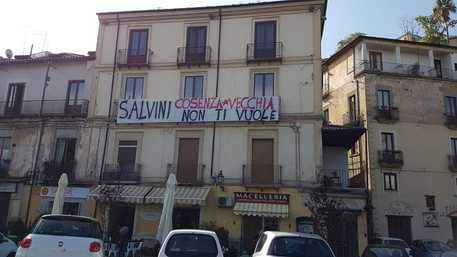 SALVINI COSENZA★VECCHIA
NON TI VUOLE
MACELLERIA